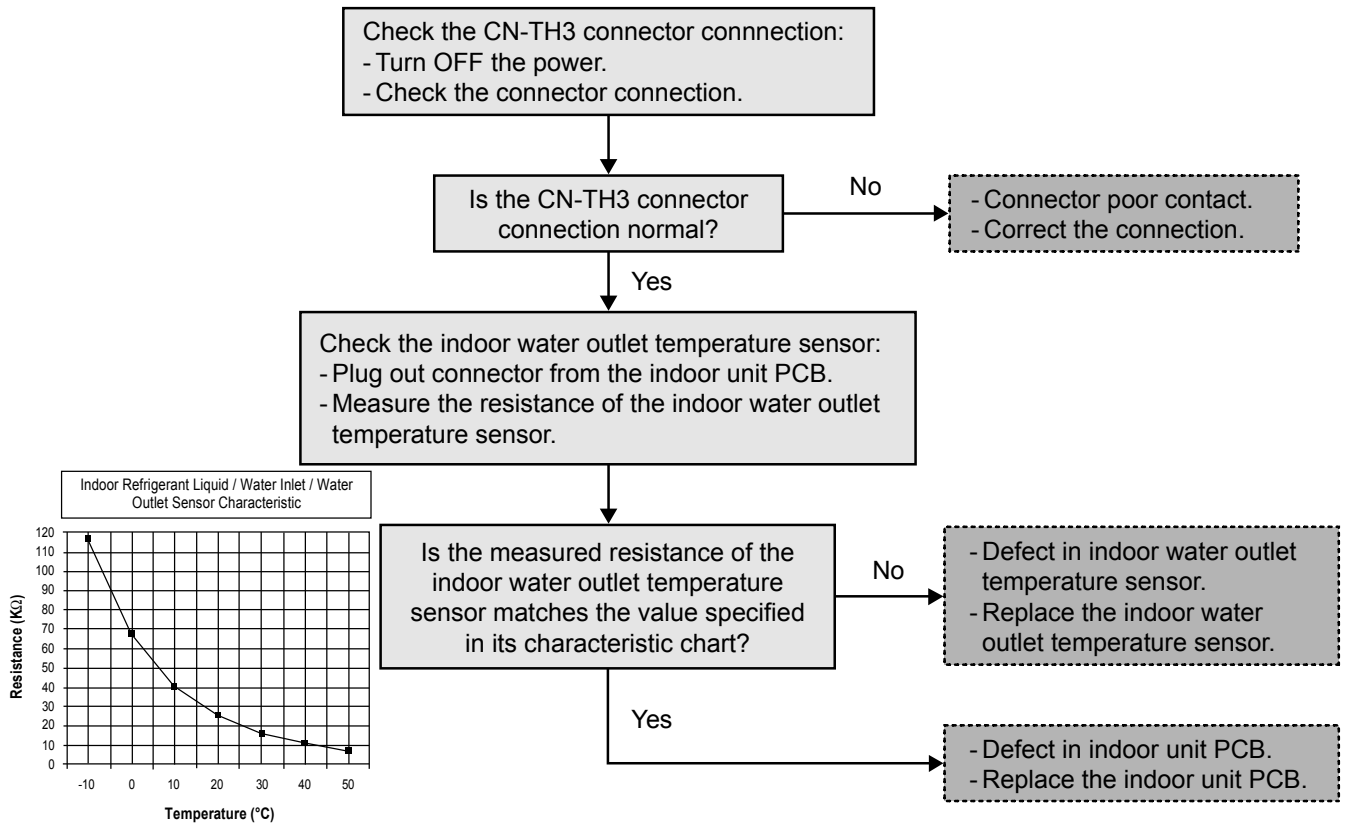 Check the CN-TH3 connector connnection:
- Turn OFF the power.
- Check the connector connection.
Is the CN-TH3 connector
connection normal?
No
- Connector poor contact.
- Correct the connection.
Yes
Check the indoor water outlet temperature sensor:
- Plug out connector from the indoor unit PCB.
- Measure the resistance of the indoor water outlet
temperature sensor.
Indoor Refrigerant Liquid / Water Inlet / Water
Outlet Sensor Characteristic
Resistance (KΩ)
120
110
100
90
80
70
60
50
40
30
20
10
0
-10 0 10 20 30 40 50
Temperature (°C)
Is the measured resistance of the
indoor water outlet temperature
sensor matches the value specified
in its characteristic chart?
No
- Defect in indoor water outlet
temperature sensor.
- Replace the indoor water
outlet temperature sensor.
Yes
- Defect in indoor unit PCB.
- Replace the indoor unit PCB.